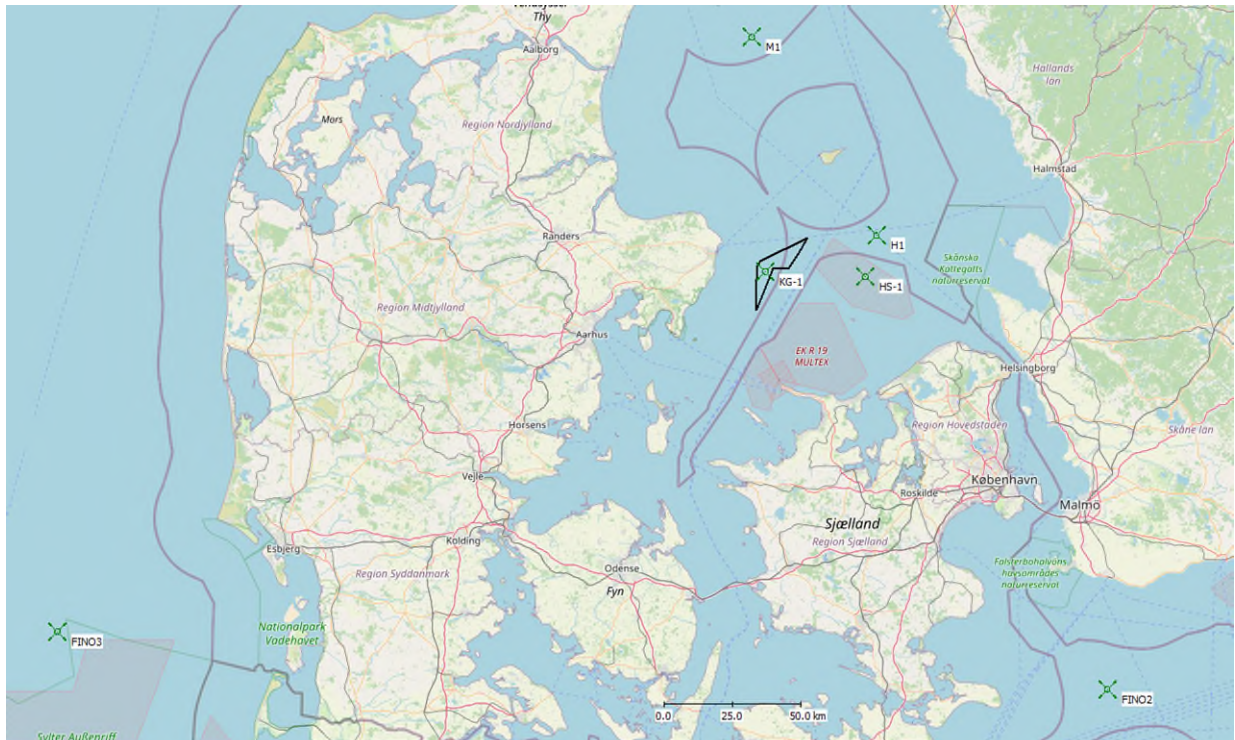 Vendsyssel
Thy
Aalborg
M1
Hallands
län
Mors
Region Nordjylland
Halmstad
Randers
H1
Skånska
Kattegatts
naturreservat
KG-1
HS-1
Region Midtjylland
Aarhus
EK R 19
MULTEX
Helsingborg
Horsens
Region Hovedstaden
Skåne län
Vejle
København
Roskilde
Malmö
Sjælland
Region Sjælland
Kolding
Esbjerg
Odense
Fyn
Region Syddanmark
Falsterbohalvöns
havsområdes
naturreservat
Nationalpark
Vadehavet
FINO3
FINO2
0.0 25.0 50.0 km
Sylter Außenriff